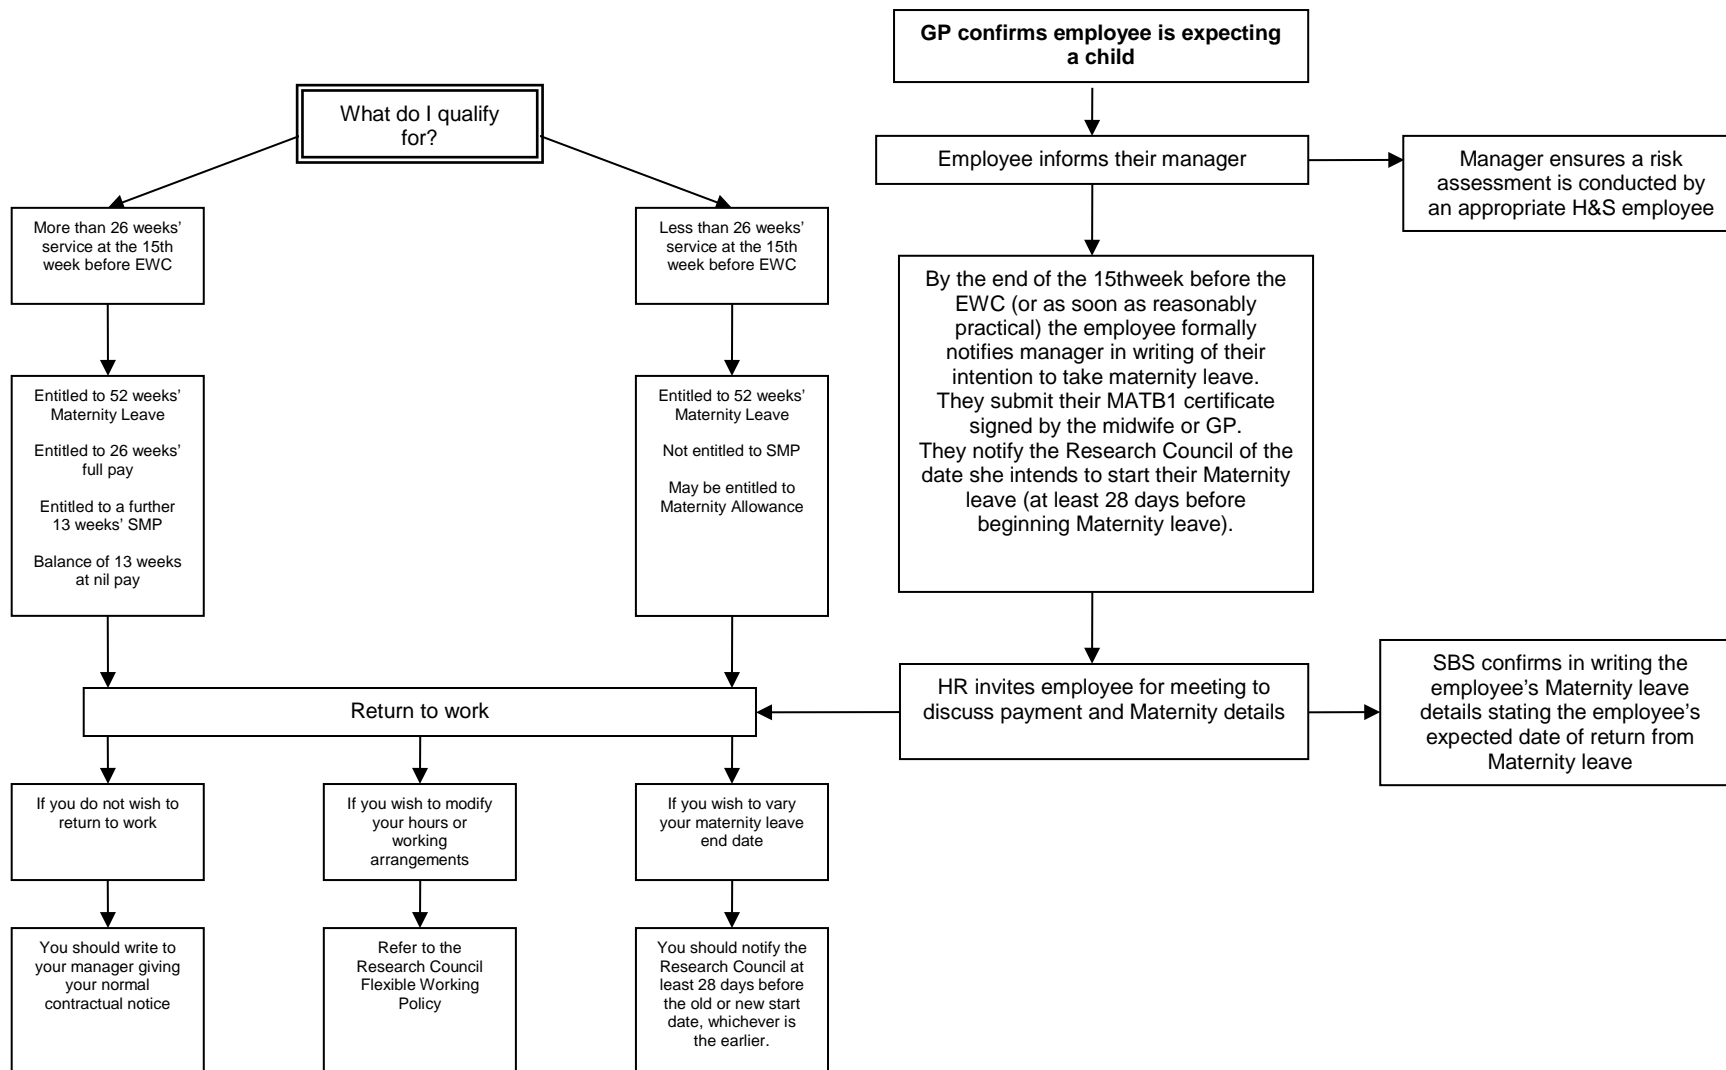 GP confirms employee is expecting
a child
What do I qualify
for?
Employee informs their manager
Manager ensures a risk
assessment is conducted by
an appropriate H&S employee
More than 26 weeks’
service at the 15th
week before EWC
Less than 26 weeks’
service at the 15th
week before EWC
By the end of the 15thweek before the
EWC (or as soon as reasonably
practical) the employee formally
notifies manager in writing of their
intention to take maternity leave.
They submit their MATB1 certificate
signed by the midwife or GP.
They notify the Research Council of the
date she intends to start their Maternity
leave (at least 28 days before
beginning Maternity leave).
Entitled to 52 weeks’
Maternity Leave
Entitled to 26 weeks’
full pay
Entitled to a further
13 weeks’ SMP
Balance of 13 weeks
at nil pay
Entitled to 52 weeks’
Maternity Leave
Not entitled to SMP
May be entitled to
Maternity Allowance
Return to work
HR invites employee for meeting to
discuss payment and Maternity details
SBS confirms in writing the
employee’s Maternity leave
details stating the employee’s
expected date of return from
Maternity leave
If you do not wish to
return to work
If you wish to modify
your hours or
working
arrangements
If you wish to vary
your maternity leave
end date
You should write to
your manager giving
your normal
contractual notice
Refer to the
Research Council
Flexible Working
Policy
You should notify the
Research Council at
least 28 days before
the old or new start
date, whichever is
the earlier.